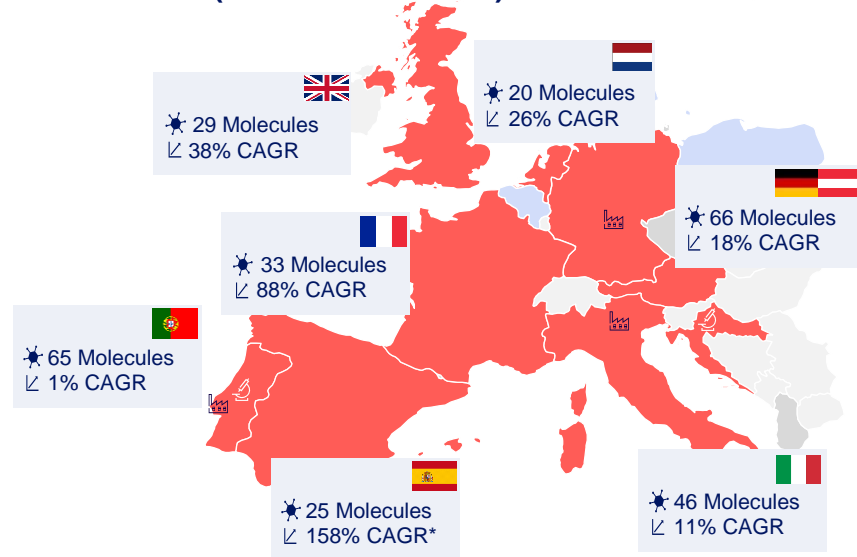 29 Molecules
38% CAGR
20 Molecules
26% CAGR
66 Molecules
18% CAGR
33 Molecules
88% CAGR
65 Molecules
1% CAGR
25 Molecules
158% CAGR*
46 Molecules
11% CAGR